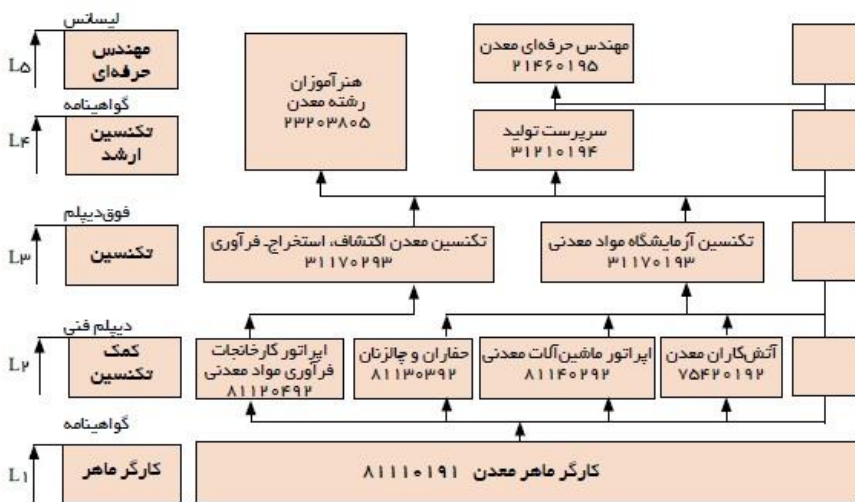 لیسانس
L۵
مهندس
حرفه‌ای
هنرآموزان
رشته معدن
۲۳۲۰۳۸۰۵
مهندس حرفه‌ای معدن
۲۱۴۶۰۱۹۵
گواهینامه
L۴
تکنسین
ارشد
سرپرست تولید
۳۱۲۱۰۱۹۴
فوق‌دیپلم
L۳
تکنسین
تکنسین معدن اکتشاف، استخراج‌ـ فرآوری
۳۱۱۷۰۲۹۳
تکنسین آزمایشگاه مواد معدنی
۳۱۱۷۰۱۹۳
دیپلم فنی
L۲
کمک
تکنسین
اپراتور کارخانجات
فرآوری مواد معدنی
۸۱۱۲۰۴۹۲
حفاران و چالزنان
۸۱۱۳۰۳۹۲
اپراتور ماشین‌آلات معدنی
۸۱۱۴۰۲۹۲
آتش‌کاران معدن
۷۵۴۲۰۱۹۲
گواهینامه
L۱
کارگر ماهر
کارگر ماهر معدن ۸۱۱۱۰۱۹۱